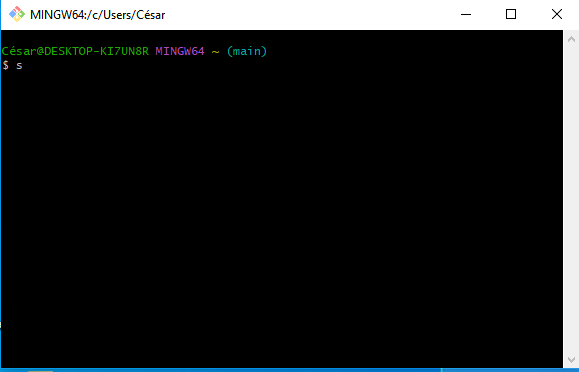 MINGW64:/c/Users/César
César@DESKTOP-KI7UN8R MINGW64 ~ (main)
$ s